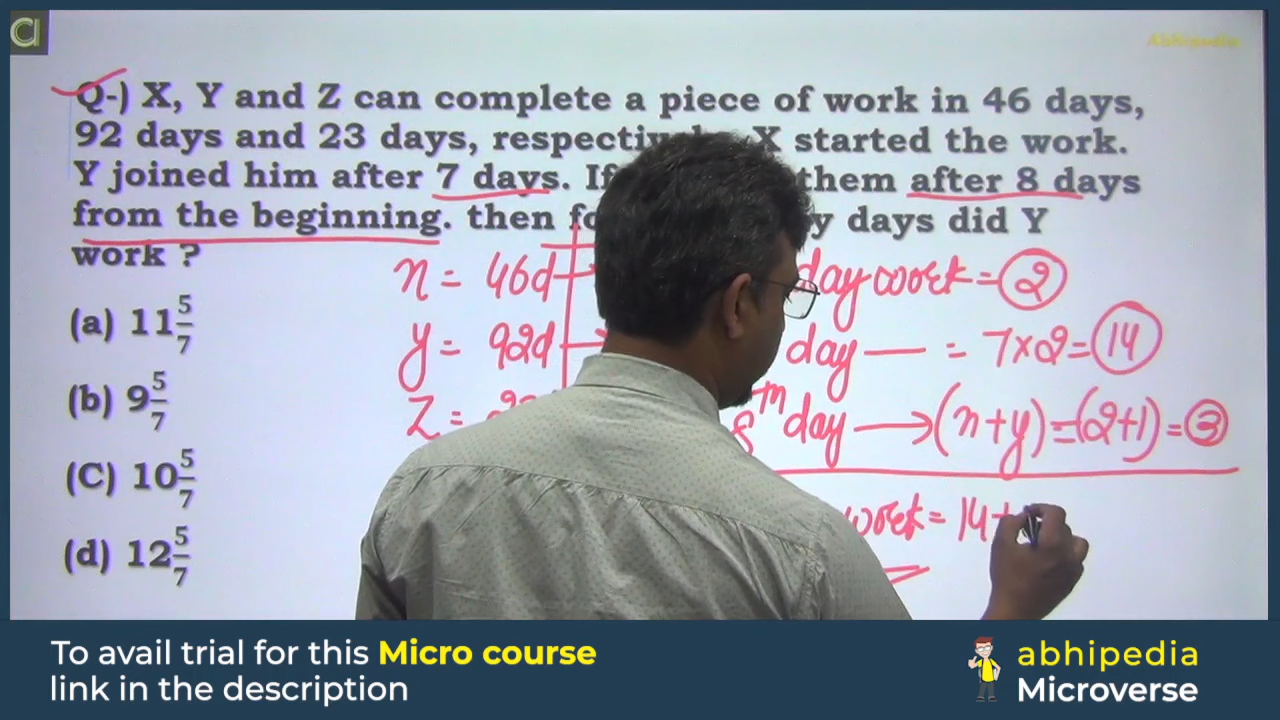 Abhipedia
Q-) X, Y and Z can complete a piece of work in 46 days,
92 days and 23 days, X started the work.
Y joined him after 7 days. If them after 8 days
from the beginning. then days did Y
work ?
(a) 11 5/7
(b) 9 5/7
(C) 10 5/7
(d) 12 5/7
x = 46d day work = 2
y = 92d day — = 7×2 = 14
Z = day → (x+y) = (2+1) = 3
work = 14+
To avail trial for this Micro course
link in the description
abhipedia
Microverse